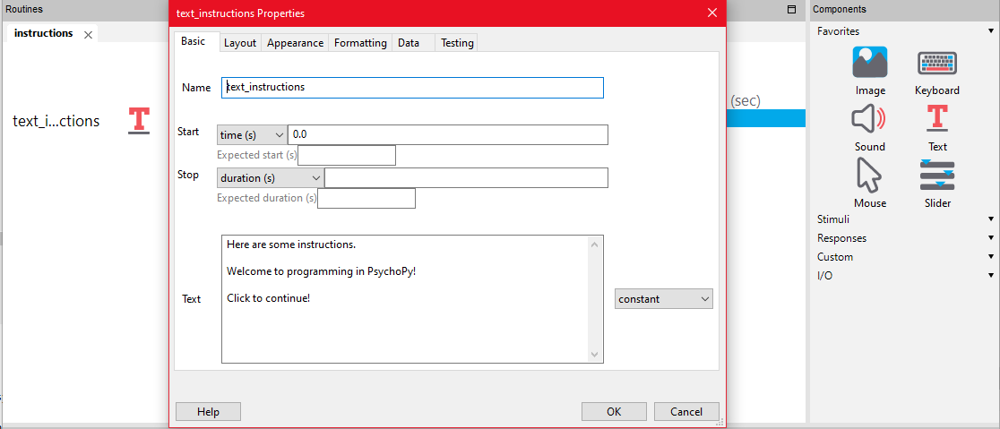 Routines
instructions
text_i...ctions
text_instructions Properties
Basic
Layout
Appearance
Formatting
Data
Testing
Name
text_instructions
Start
time (s)
0.0
Expected start (s)
Stop
duration (s)
Expected duration (s)
Text
Here are some instructions.
Welcome to programming in PsychoPy!
Click to continue!
constant
Help
OK
Cancel
(sec)
Components
Favorites
Image
Keyboard
Sound
Text
Mouse
Slider
Stimuli
Responses
Custom
I/O